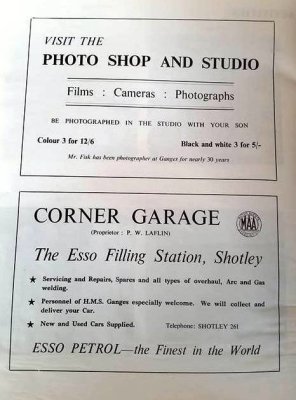 VISIT THE
PHOTO SHOP AND STUDIO
Films : Cameras : Photographs
BE PHOTOGRAPHED IN THE STUDIO WITH YOUR SON
Colour 3 for 12/6 Black and white 3 for 5/-
Mr. Fisk has been photographer at Ganges for nearly 30 years
CORNER GARAGE
(Proprietor : P. W. LAFLIN)
MAA
The Esso Filling Station, Shotley
★ Servicing and Repairs, Spares and all types of overhaul, Arc and Gas
welding.
★ Personnel of H.M.S. Ganges especially welcome. We will collect and
deliver your Car.
★ New and Used Cars Supplied. Telephone: SHOTLEY 261
ESSO PETROL—the Finest in the World